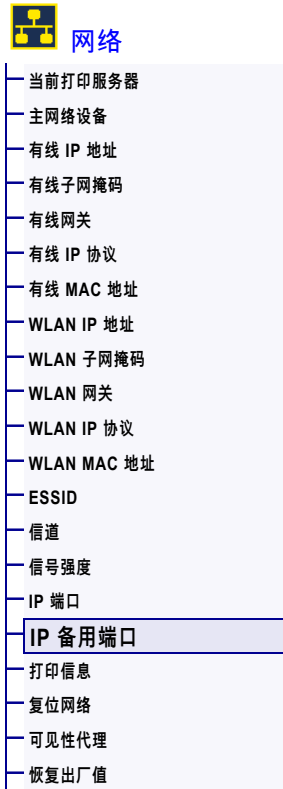 网络
当前打印服务器
主网络设备
有线 IP 地址
有线子网掩码
有线网关
有线 IP 协议
有线 MAC 地址
WLAN IP 地址
WLAN 子网掩码
WLAN 网关
WLAN IP 协议
WLAN MAC 地址
ESSID
信道
信号强度
IP 端口
IP 备用端口
打印信息
复位网络
可见性代理
恢复出厂值